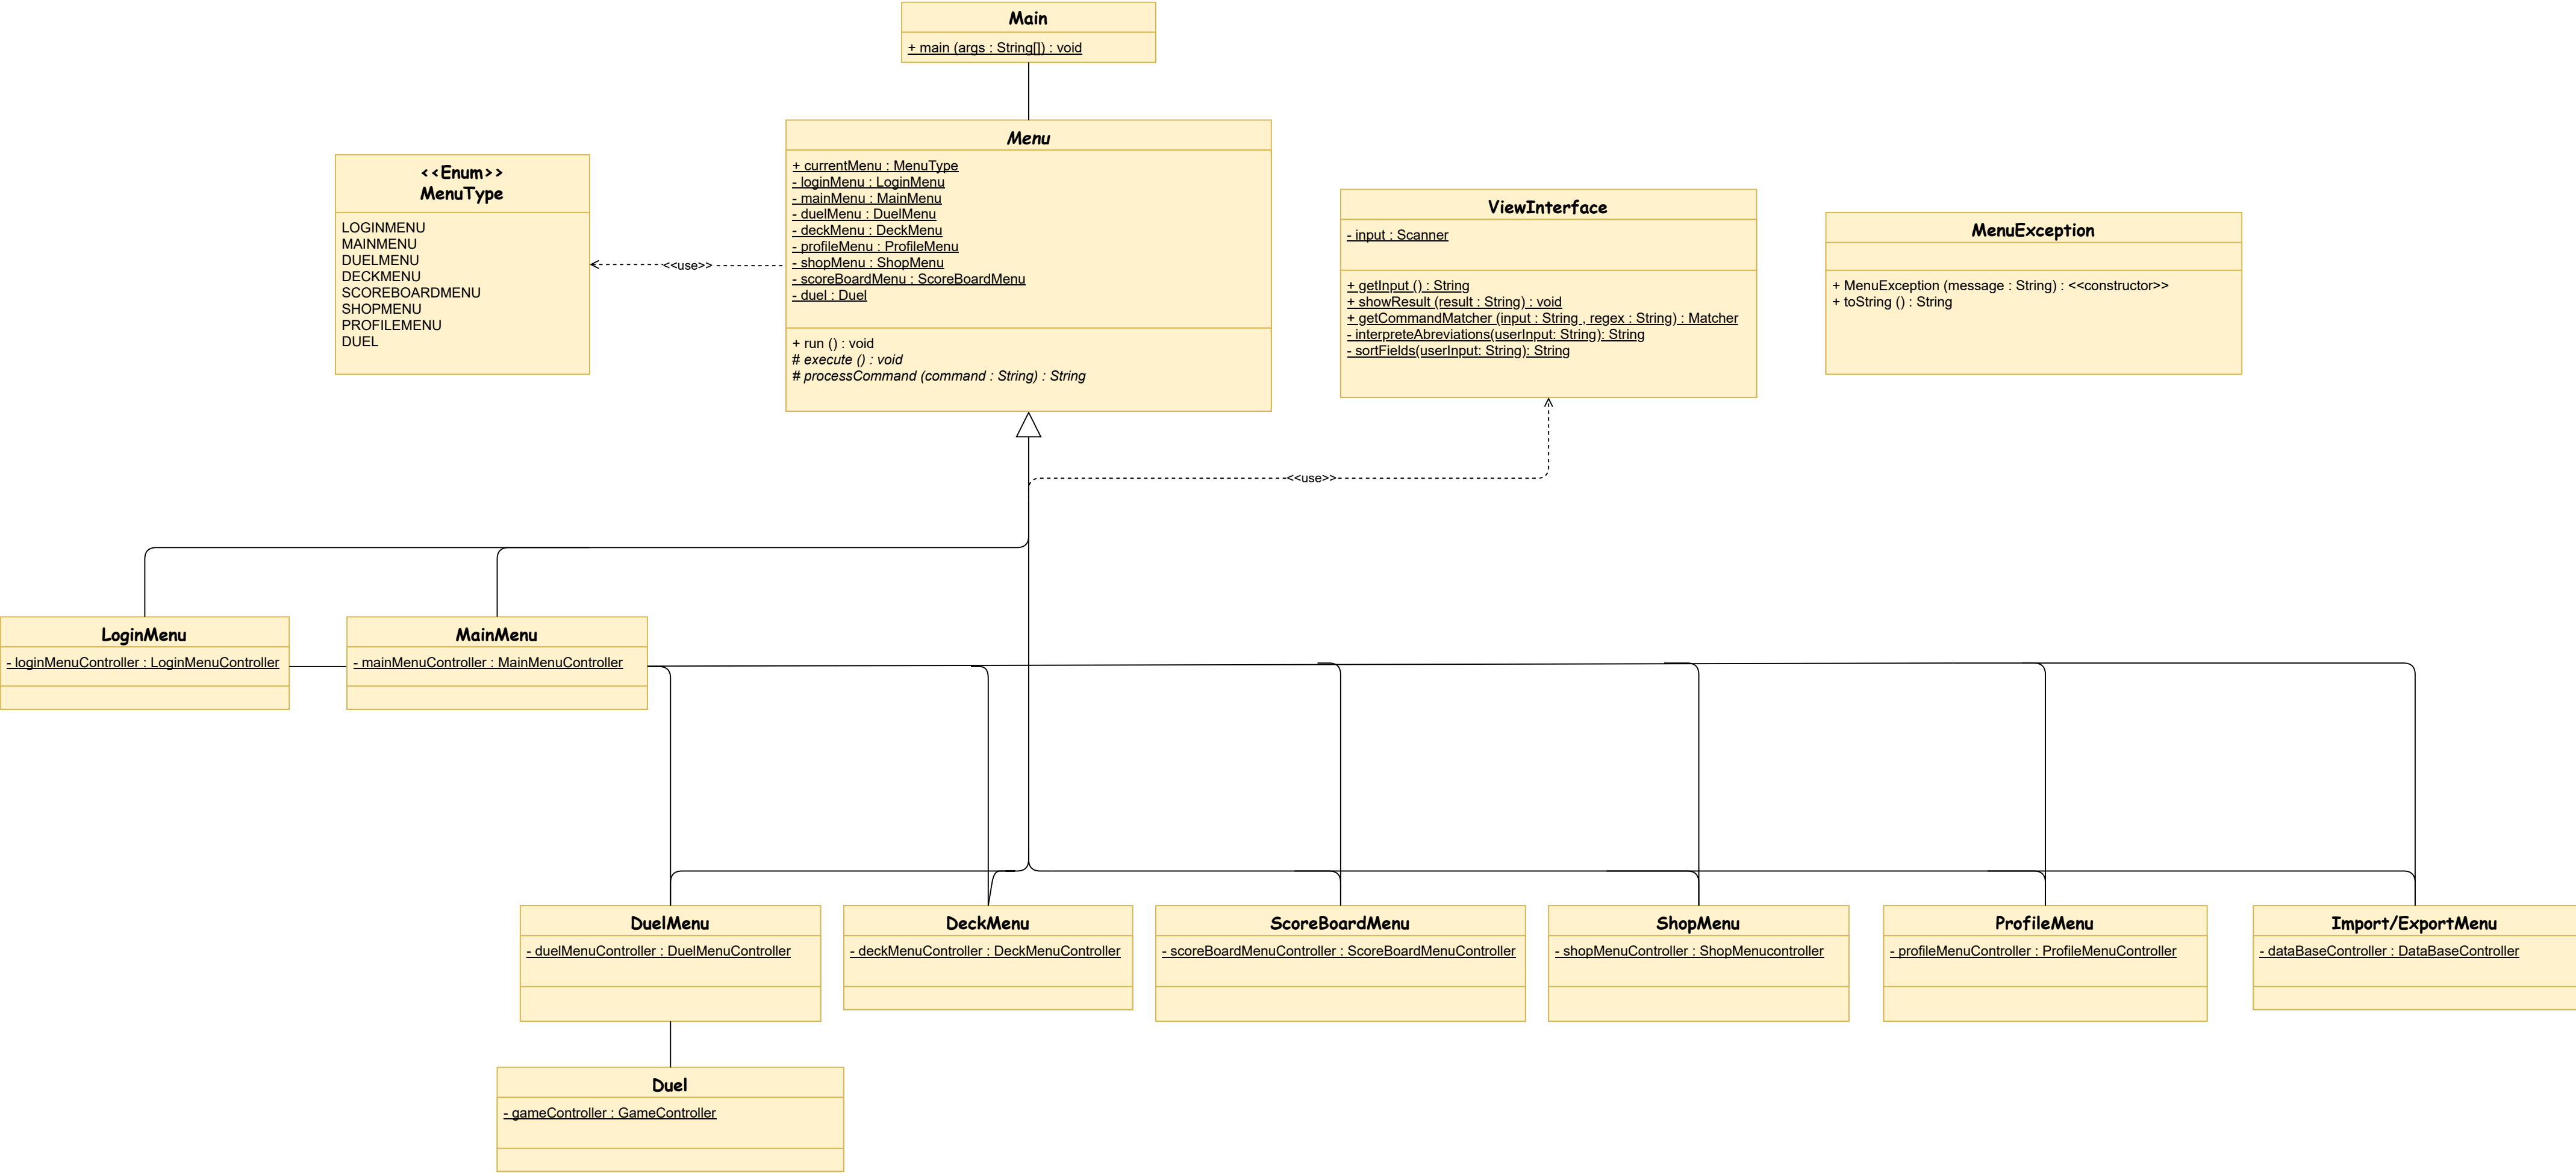 Main
+ main (args : String[]) : void
Menu
+ currentMenu : MenuType
- loginMenu : LoginMenu
- mainMenu : MainMenu
- duelMenu : DuelMenu
- deckMenu : DeckMenu
- profileMenu : ProfileMenu
- shopMenu : ShopMenu
- scoreBoardMenu : ScoreBoardMenu
- duel : Duel
+ run () : void
# execute () : void
# processCommand (command : String) : String
<<Enum>>
MenuType
LOGINMENU
MAINMENU
DUELMENU
DECKMENU
SCOREBOARDMENU
SHOPMENU
PROFILEMENU
DUEL
<<use>>
ViewInterface
- input : Scanner
+ getInput () : String
+ showResult (result : String) : void
+ getCommandMatcher (input : String , regex : String) : Matcher
- interpreteAbreviations(userInput: String): String
- sortFields(userInput: String): String
MenuException
+ MenuException (message : String) : <<constructor>>
+ toString () : String
<<use>>
LoginMenu
- loginMenuController : LoginMenuController
MainMenu
- mainMenuController : MainMenuController
DuelMenu
- duelMenuController : DuelMenuController
DeckMenu
- deckMenuController : DeckMenuController
ScoreBoardMenu
- scoreBoardMenuController : ScoreBoardMenuController
ShopMenu
- shopMenuController : ShopMenucontroller
ProfileMenu
- profileMenuController : ProfileMenuController
Import/ExportMenu
- dataBaseController : DataBaseController
Duel
- gameController : GameController